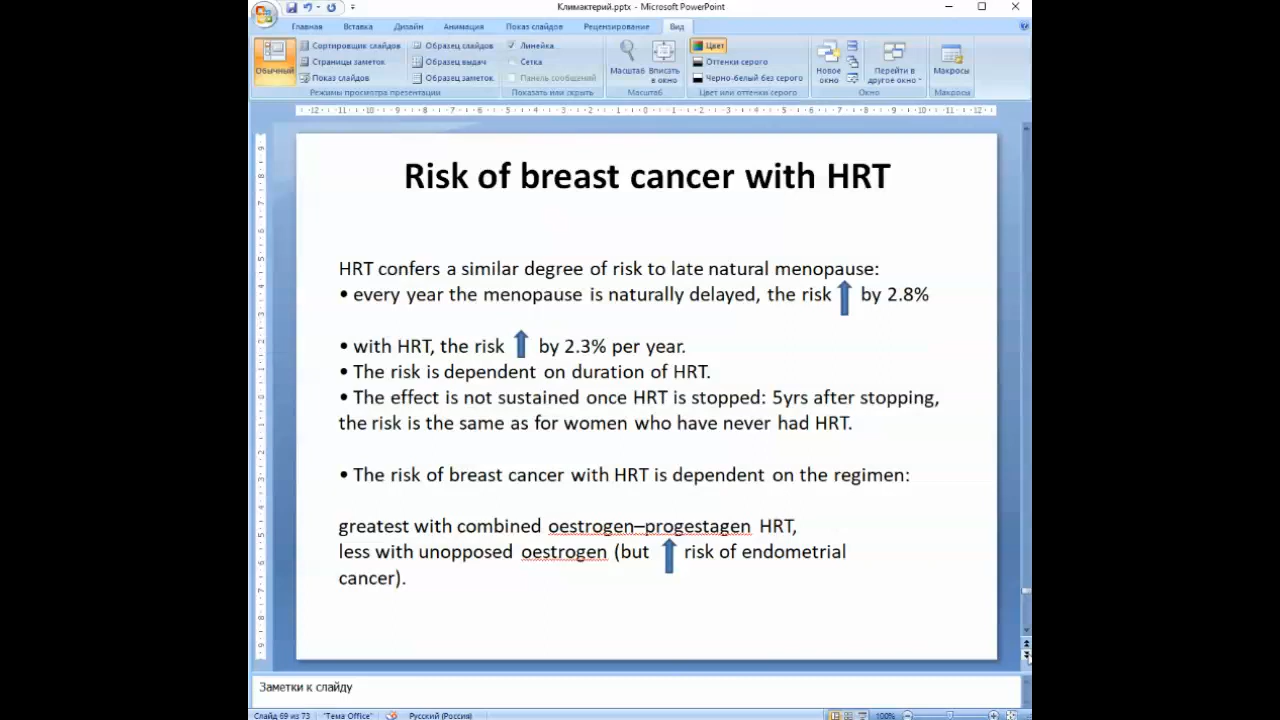 Климактерий.pptx - Microsoft PowerPoint
Главная Вставка Дизайн Анимация Показ слайдов Рецензирование Вид
Обычный
Сортировщик слайдов
Страницы заметок
Показ слайдов
Образец слайдов
Образец выдач
Образец заметок
Режимы просмотра презентации
Линейка
Сетка
Панель сообщений
Показать или скрыть
Масштаб
Вписать в окно
Масштаб
Цвет
Оттенки серого
Черно-белый без серого
Цвет или оттенки серого
Новое окно
Перейти в другое окно
Окно
Макросы
Макросы
Risk of breast cancer with HRT
HRT confers a similar degree of risk to late natural menopause:
• every year the menopause is naturally delayed, the risk by 2.8%
• with HRT, the risk by 2.3% per year.
• The risk is dependent on duration of HRT.
• The effect is not sustained once HRT is stopped: 5yrs after stopping,
the risk is the same as for women who have never had HRT.
• The risk of breast cancer with HRT is dependent on the regimen:
greatest with combined oestrogen–progestagen HRT,
less with unopposed oestrogen (but risk of endometrial
cancer).
Заметки к слайду
Слайд 69 из 73 "Тема Office" Русский (Россия) 100%